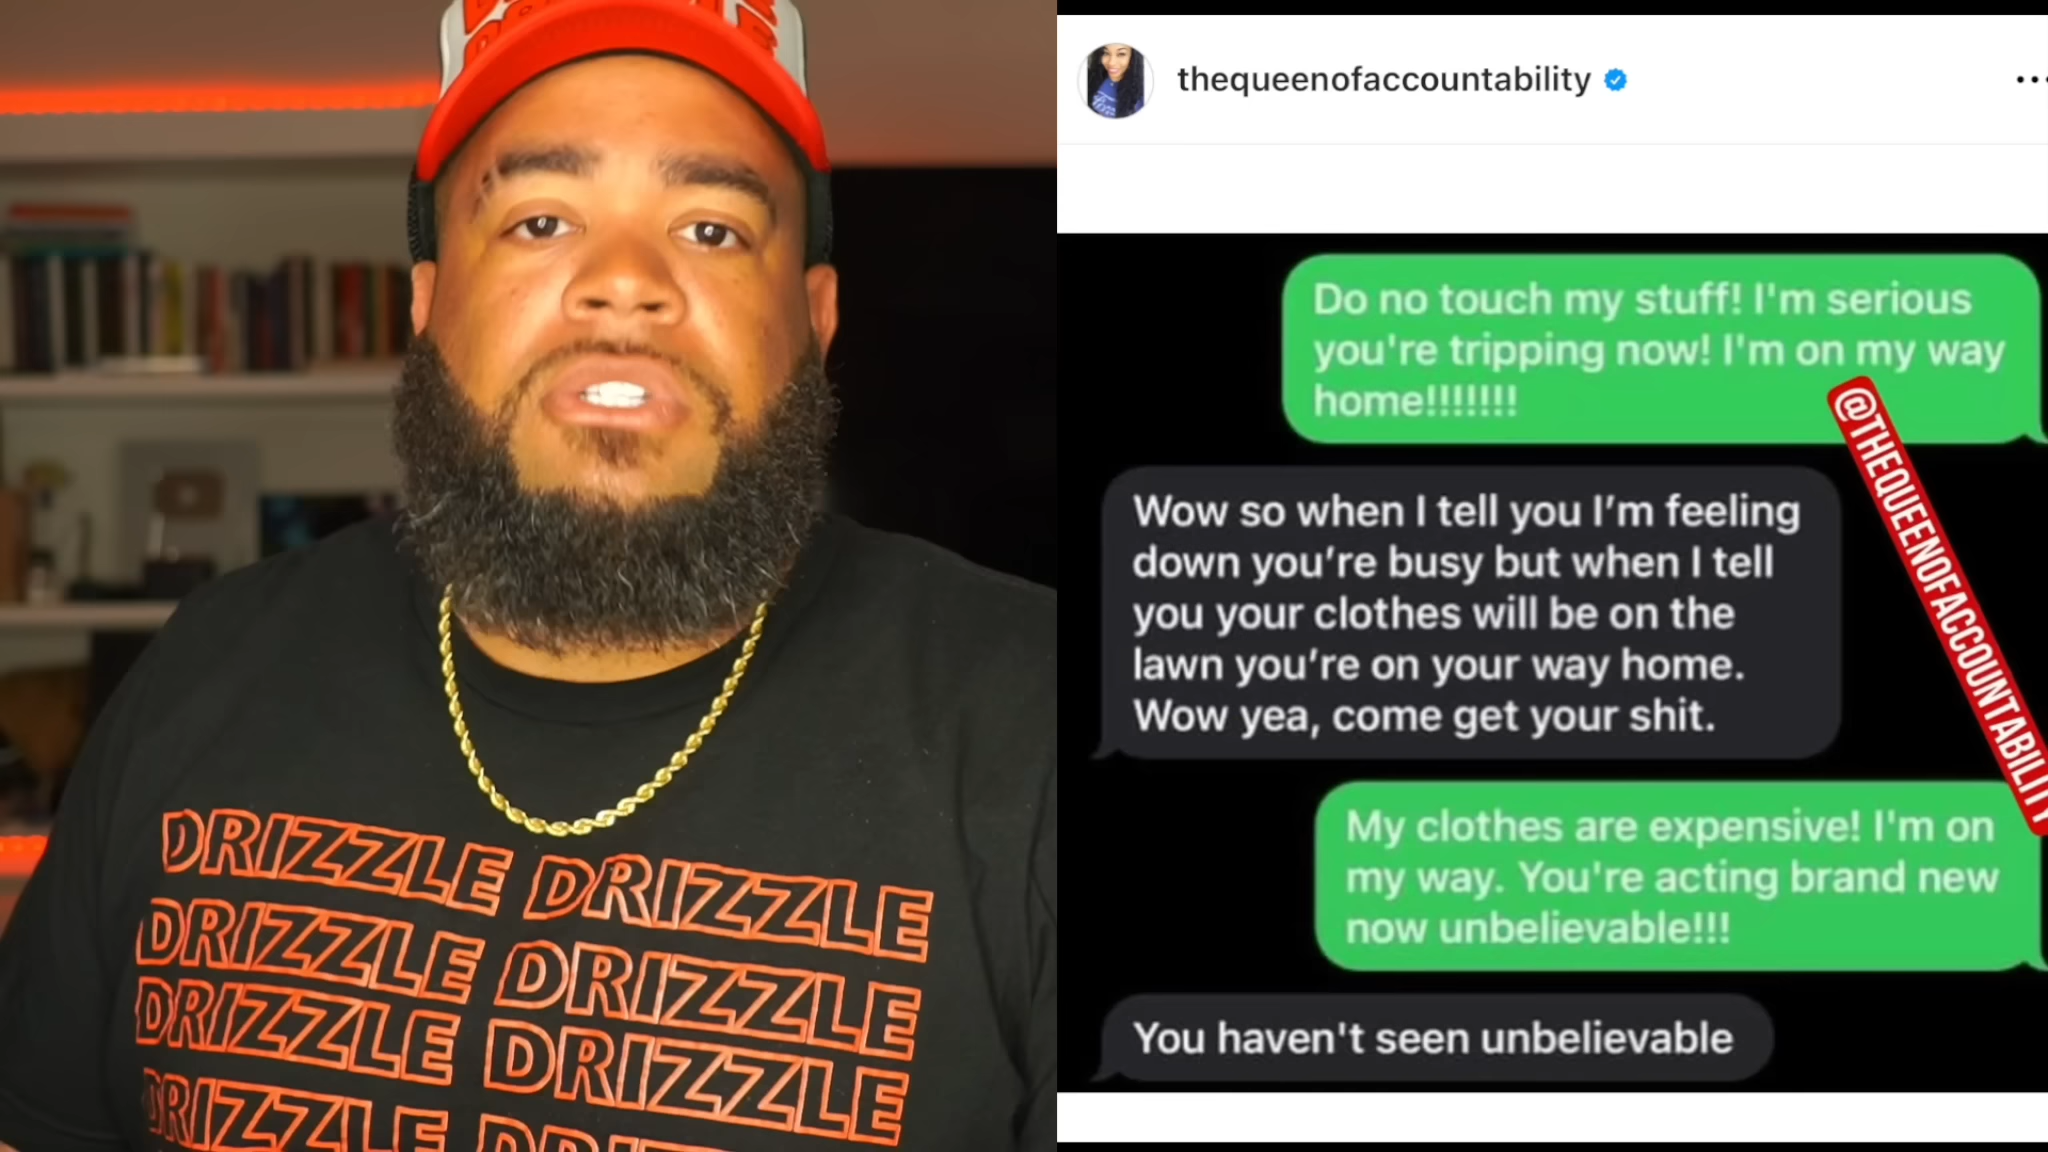 thequeenofaccountability
Do no touch my stuff! I'm serious
you're tripping now! I'm on my way
home!!!!!!!
@THEQUEENOFACCOUNTABILITY
Wow so when I tell you I’m feeling
down you’re busy but when I tell
you your clothes will be on the
lawn you’re on your way home.
Wow yea, come get your shit.
My clothes are expensive! I'm on
my way. You're acting brand new
now unbelievable!!!
You haven't seen unbelievable
DRIZZLE DRIZZLE
DRIZZLE DRIZZLE
DRIZZLE DRIZZLE
DRIZZLE